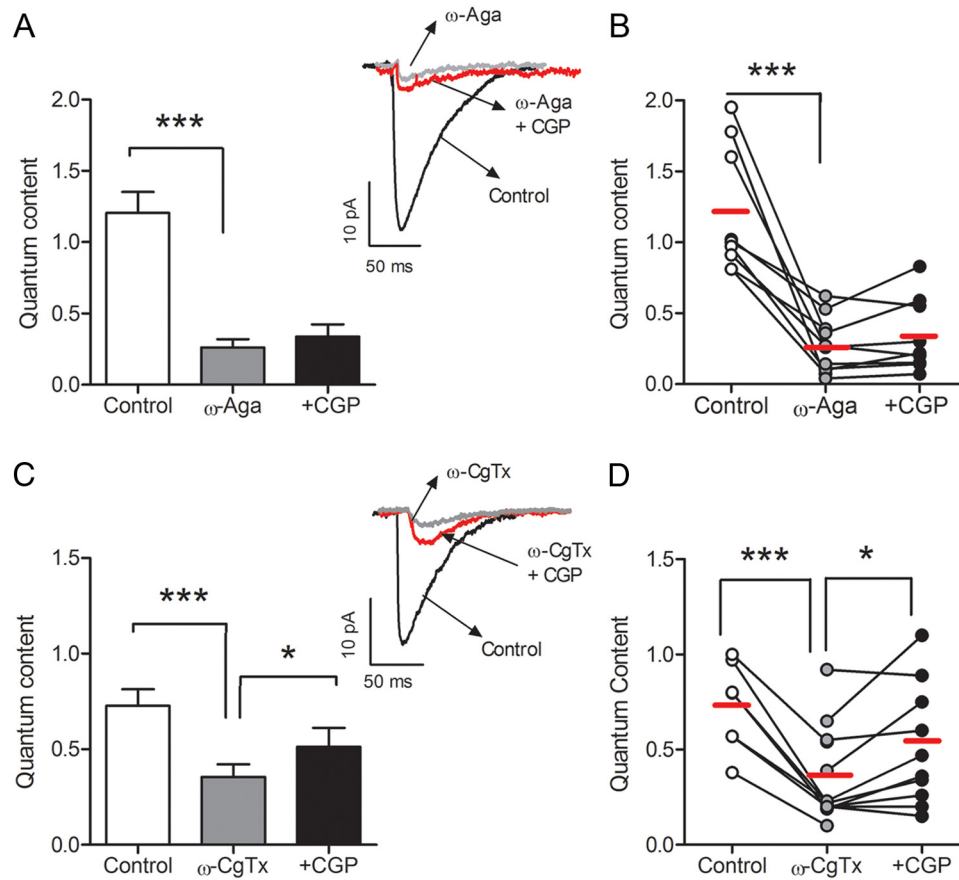 A
ω-Aga
ω-Aga
+ CGP
Control
10 pA
50 ms
***
Quantum content
2.0
1.5
1.0
0.5
0.0
Control
ω-Aga
+CGP
B
***
Quantum content
2.0
1.5
1.0
0.5
0.0
Control
ω-Aga
+CGP
C
ω-CgTx
ω-CgTx
+ CGP
Control
10 pA
50 ms
***
*
Quantum content
1.5
1.0
0.5
0.0
Control
ω-CgTx
+CGP
D
***
*
Quantum Content
1.5
1.0
0.5
0.0
Control
ω-CgTx
+CGP